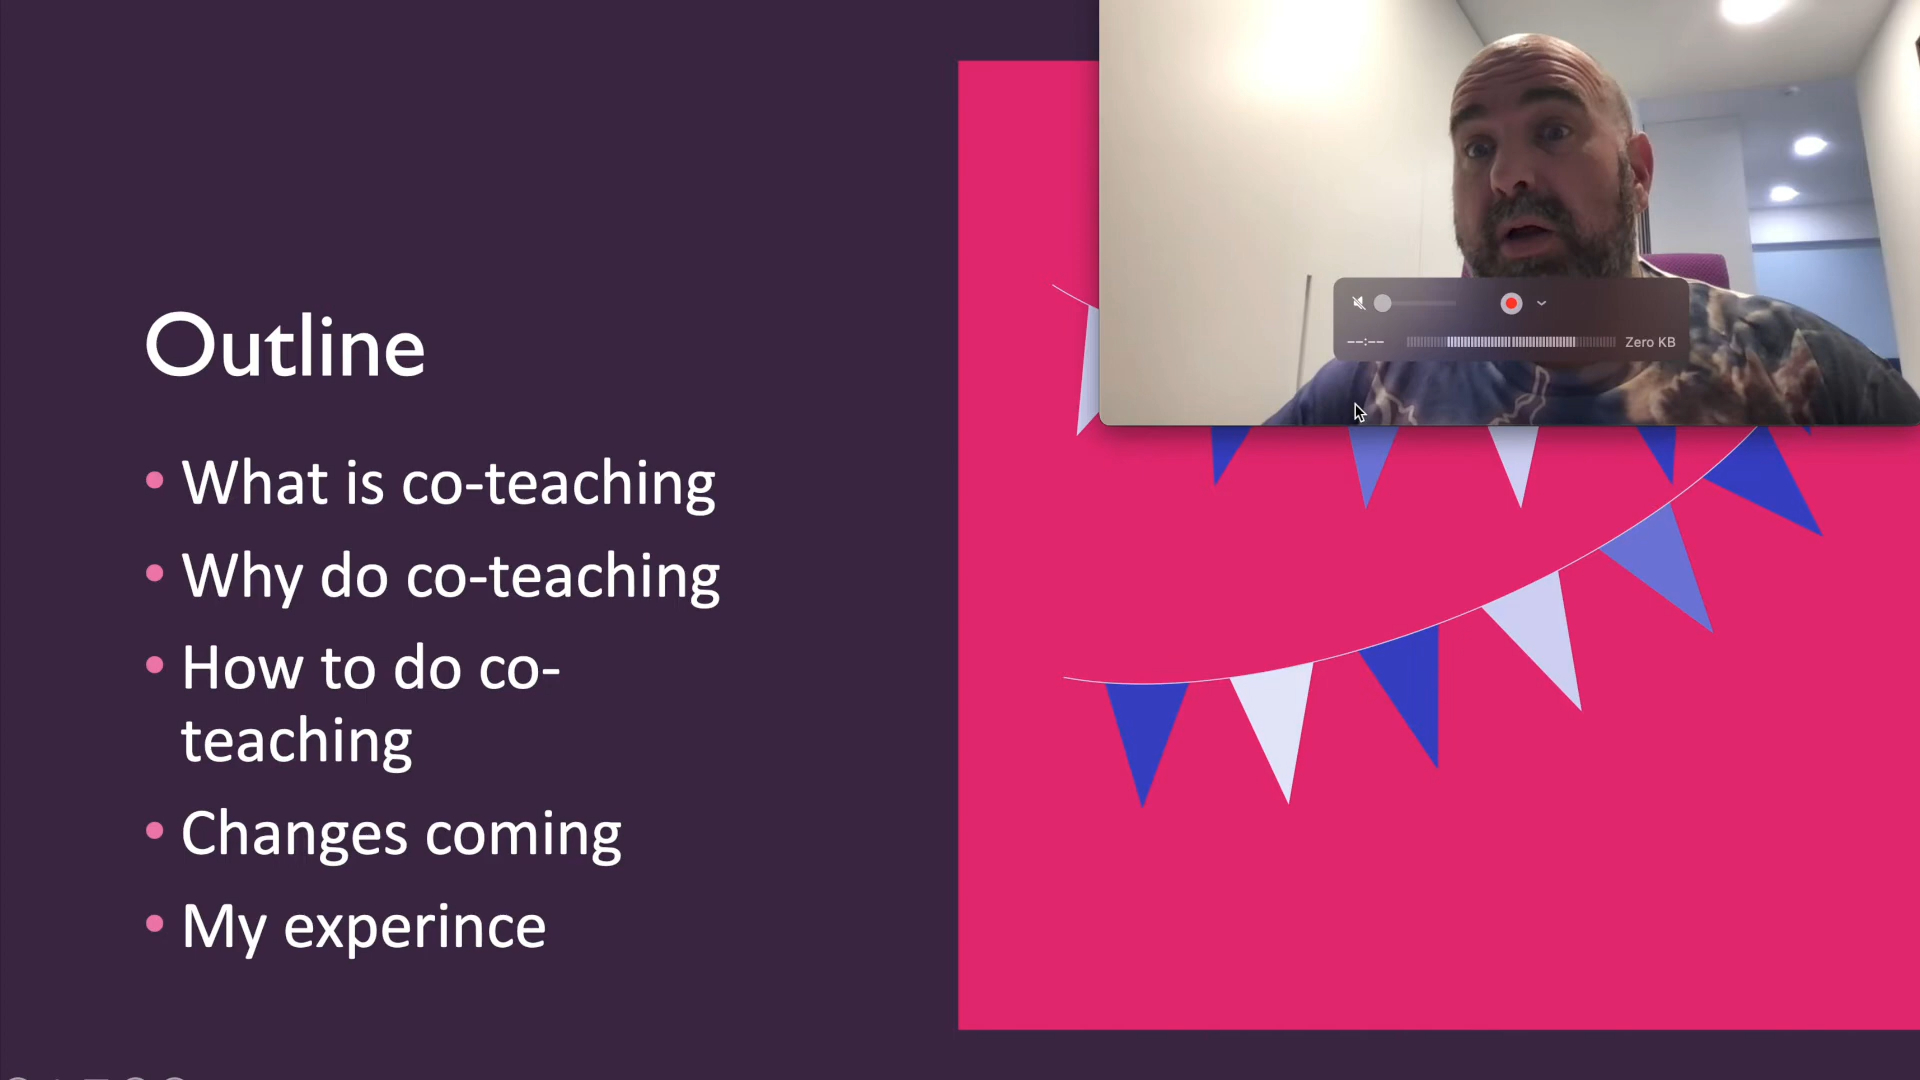 Outline
• What is co-teaching
• Why do co-teaching
• How to do co-
teaching
• Changes coming
• My experince
--:--
Zero KB